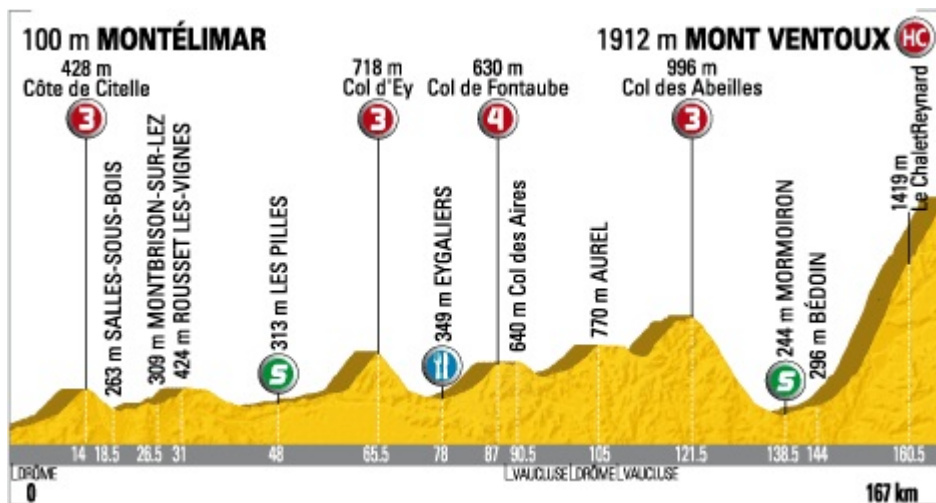 100 m MONTÉLIMAR
1912 m MONT VENTOUX HC
428 m
Côte de Citelle
3
718 m
Col d'Ey
3
630 m
Col de Fontaube
4
996 m
Col des Abeilles
3
263 m SALLES-SOUS-BOIS
309 m MONTBRISON-SUR-LEZ
424 m ROUSSET LES-VIGNES
313 m LES PILLES
S
349 m EYGALIERS
640 m Col des Aires
770 m AUREL
244 m MORMOIRON
S
296 m BÉDOIN
1419 m
Le ChaletReynard
14 18.5 26.5 31 48 65.5 78 87 90.5 105 121.5 138.5 144 160.5
DRÔME VAUCLUSE DRÔME VAUCLUSE
0 167 km